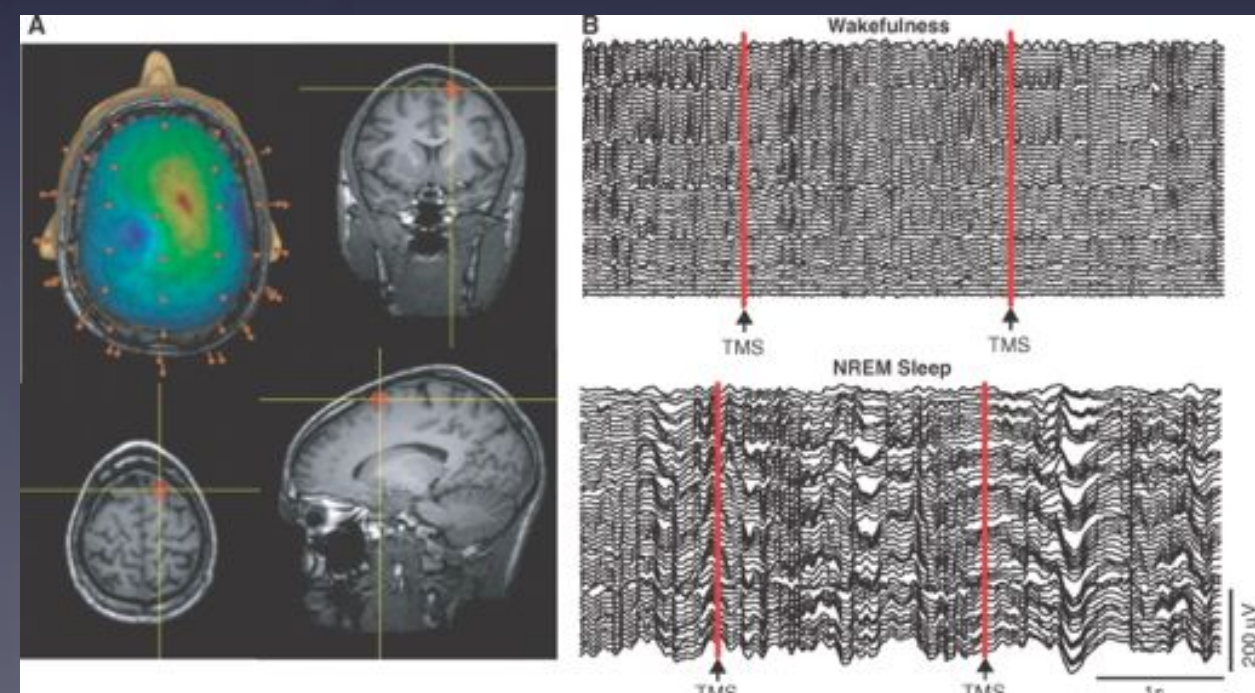 A
B
Wakefulness
TMS
TMS
NREM Sleep
TMS
TMS
200 µV
1s